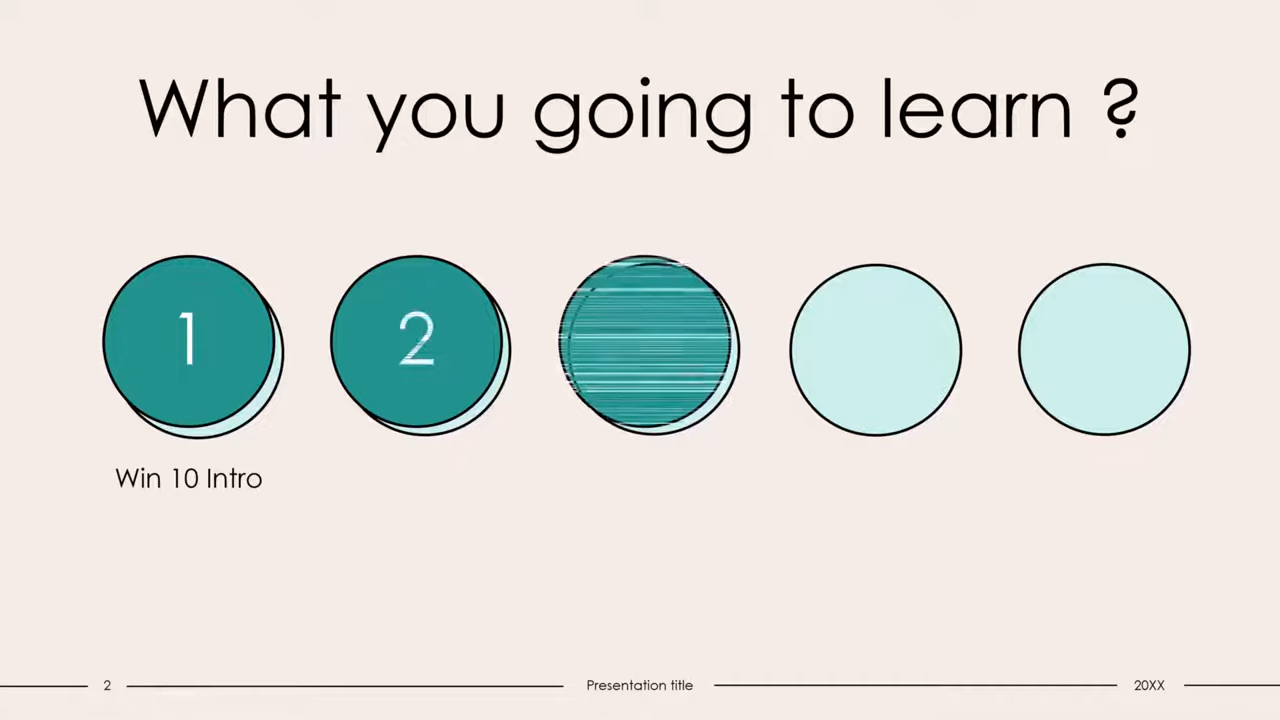 What you going to learn ?
1
2
Win 10 Intro
2
Presentation title
20XX